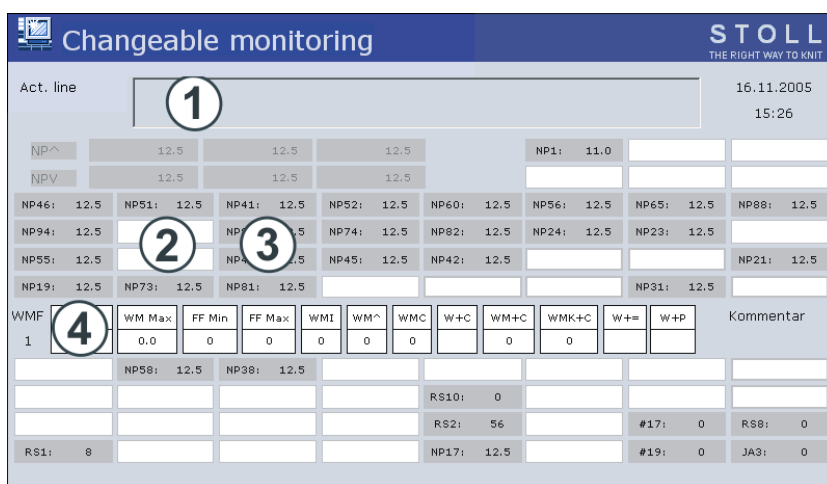 Changeable monitoring
STOLL
THE RIGHT WAY TO KNIT
Act. line
1
16.11.2005
15:26
NP^ 12.5 12.5 12.5 NP1: 11.0
NPV 12.5 12.5 12.5
NP46: 12.5 NP51: 12.5 NP41: 12.5 NP52: 12.5 NP60: 12.5 NP56: 12.5 NP65: 12.5 NP88: 12.5
NP94: 12.5 2 3 NP74: 12.5 NP82: 12.5 NP24: 12.5 NP23: 12.5
NP55: 12.5 NP45: 12.5 NP42: 12.5 NP21: 12.5
NP19: 12.5 NP73: 12.5 NP81: 12.5 NP31: 12.5
WMF 4 WM Max FF Min FF Max WMI WM^ WMC W+C WM+C WMK+C W+= W+P Kommentar
1 0.0 0 0 0 0 0 0 0
NP58: 12.5 NP38: 12.5
RS10: 0
RS2: 56 #17: 0 RS8: 0
RS1: 8 NP17: 12.5 #19: 0 JA3: 0